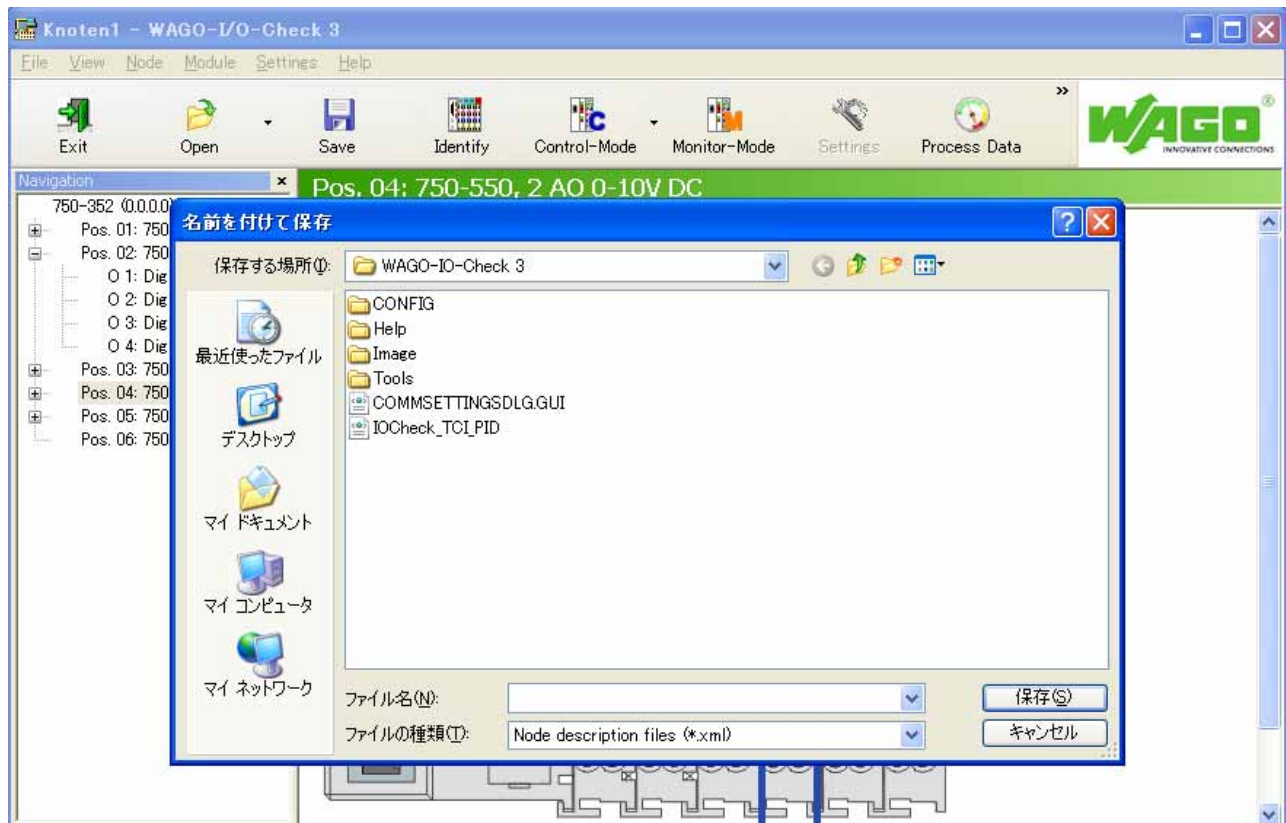 Knoten1 - WAGO-I/O-Check 3
File View Node Module Settings Help
Exit Open Save Identify Control-Mode Monitor-Mode Settings Process Data
»
WAGO®
INNOVATIVE CONNECTIONS
Navigation
Pos. 04: 750-550, 2 AO 0-10V DC
750-352 (0.0.0.0)
Pos. 01: 750
Pos. 02: 750
O 1: Dig
O 2: Dig
O 3: Dig
O 4: Dig
Pos. 03: 750
Pos. 04: 750
Pos. 05: 750
Pos. 06: 750
名前を付けて保存
保存する場所(I):
WAGO-IO-Check 3
最近使ったファイル
デスクトップ
マイ ドキュメント
マイ コンピュータ
マイ ネットワーク
CONFIG
Help
Image
Tools
COMMSETTINGSDLG.GUI
IOCheck_TCI_PID
ファイル名(N):
保存(S)
ファイルの種類(T):
Node description files (*.xml)
キャンセル